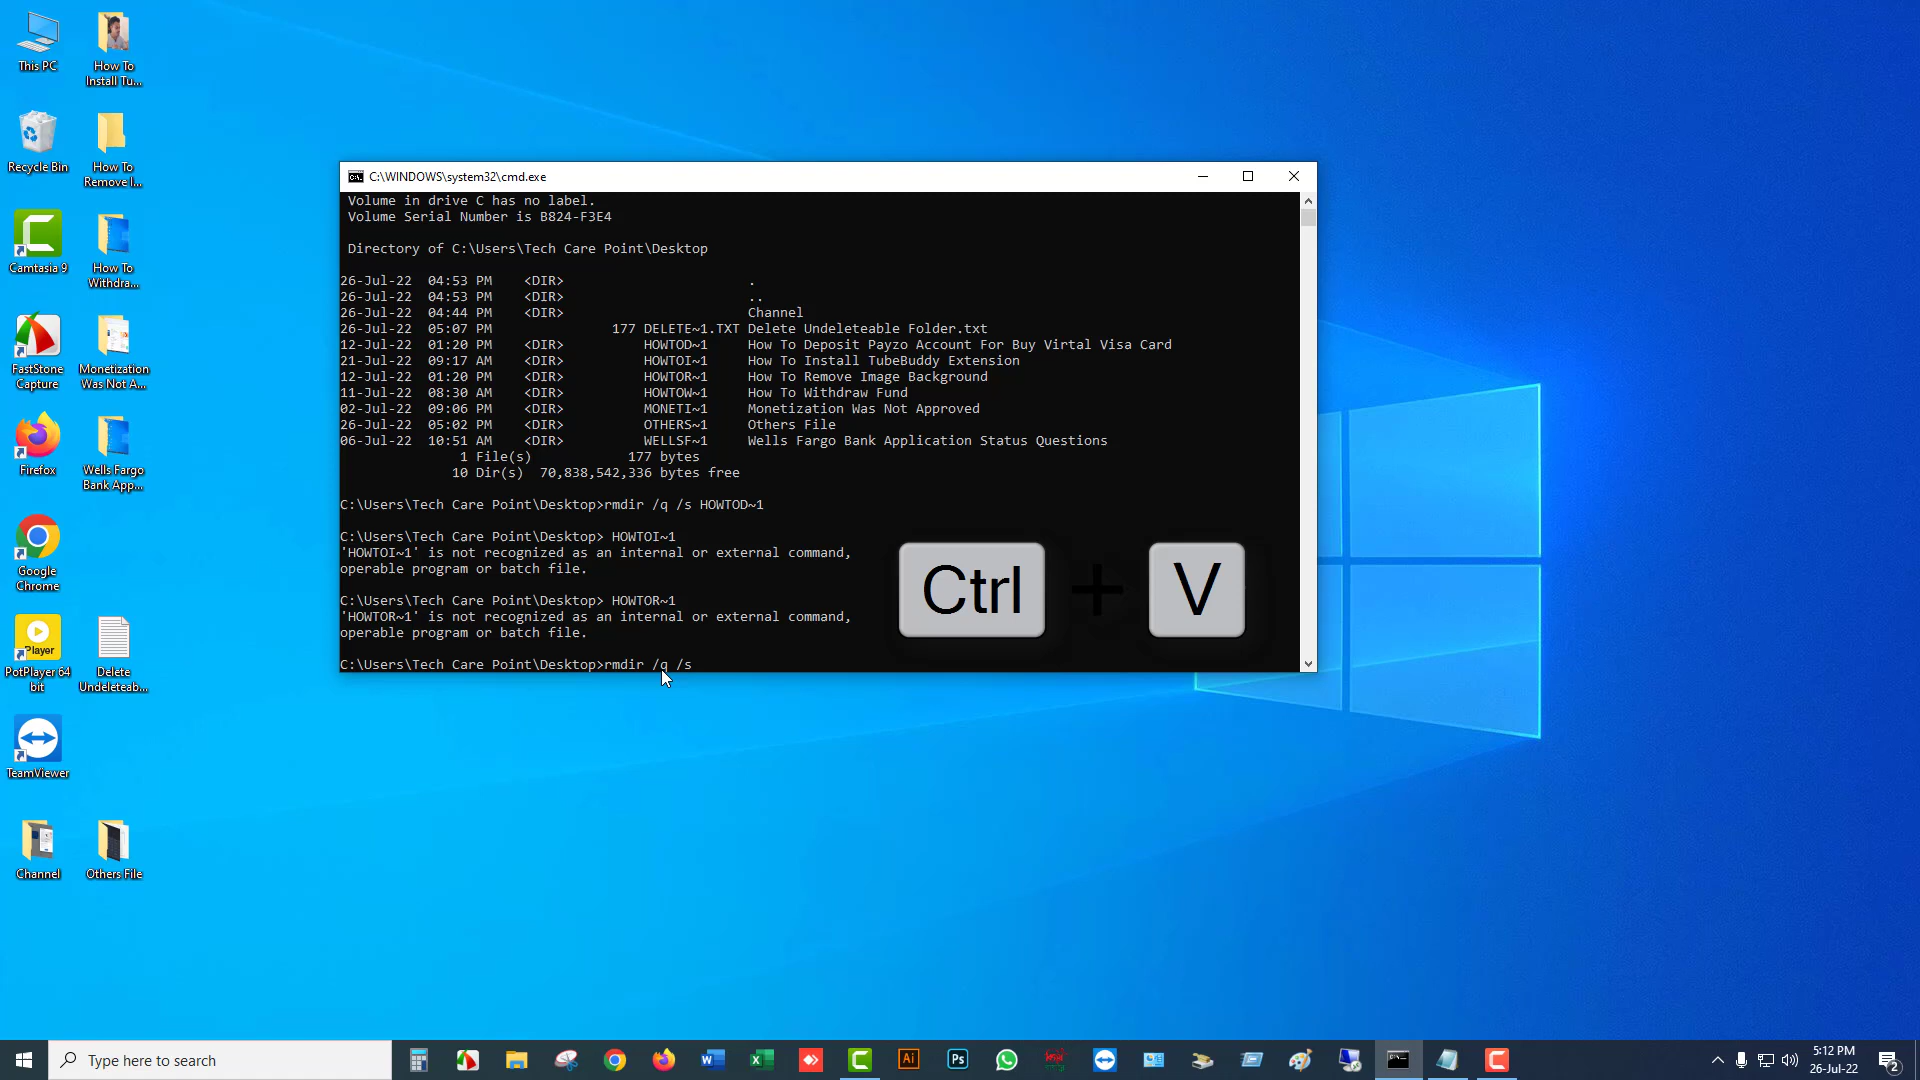 This PC
How To
Install Tu...
Recycle Bin
How To
Remove I...
Camtasia 9
How To
Withdra...
FastStone
Capture
Monetization
Was Not A...
Firefox
Wells Fargo
Bank App...
Google
Chrome
Player
PotPlayer 64
bit
Delete
Undeleteab...
TeamViewer
Channel
Others File
C:\WINDOWS\system32\cmd.exe
Volume in drive C has no label.
Volume Serial Number is B824-F3E4
Directory of C:\Users\Tech Care Point\Desktop
26-Jul-22 04:53 PM <DIR> .
26-Jul-22 04:53 PM <DIR> ..
26-Jul-22 04:44 PM <DIR> Channel
26-Jul-22 05:07 PM 177 DELETE~1.TXT Delete Undeleteable Folder.txt
12-Jul-22 01:20 PM <DIR> HOWTOD~1 How To Deposit Payzo Account For Buy Virtal Visa Card
21-Jul-22 09:17 AM <DIR> HOWTOI~1 How To Install TubeBuddy Extension
12-Jul-22 01:20 PM <DIR> HOWTOR~1 How To Remove Image Background
11-Jul-22 08:30 AM <DIR> HOWTOW~1 How To Withdraw Fund
02-Jul-22 09:06 PM <DIR> MONETI~1 Monetization Was Not Approved
26-Jul-22 05:02 PM <DIR> OTHERS~1 Others File
06-Jul-22 10:51 AM <DIR> WELLSF~1 Wells Fargo Bank Application Status Questions
1 File(s) 177 bytes
10 Dir(s) 70,838,542,336 bytes free
C:\Users\Tech Care Point\Desktop>rmdir /q /s HOWTOD~1
C:\Users\Tech Care Point\Desktop> HOWTOI~1
'HOWTOI~1' is not recognized as an internal or external command,
operable program or batch file.
C:\Users\Tech Care Point\Desktop> HOWTOR~1
'HOWTOR~1' is not recognized as an internal or external command,
operable program or batch file.
C:\Users\Tech Care Point\Desktop>rmdir /q /s
Ctrl + V
Type here to search
Ai
Ps
5:12 PM
26-Jul-22
2